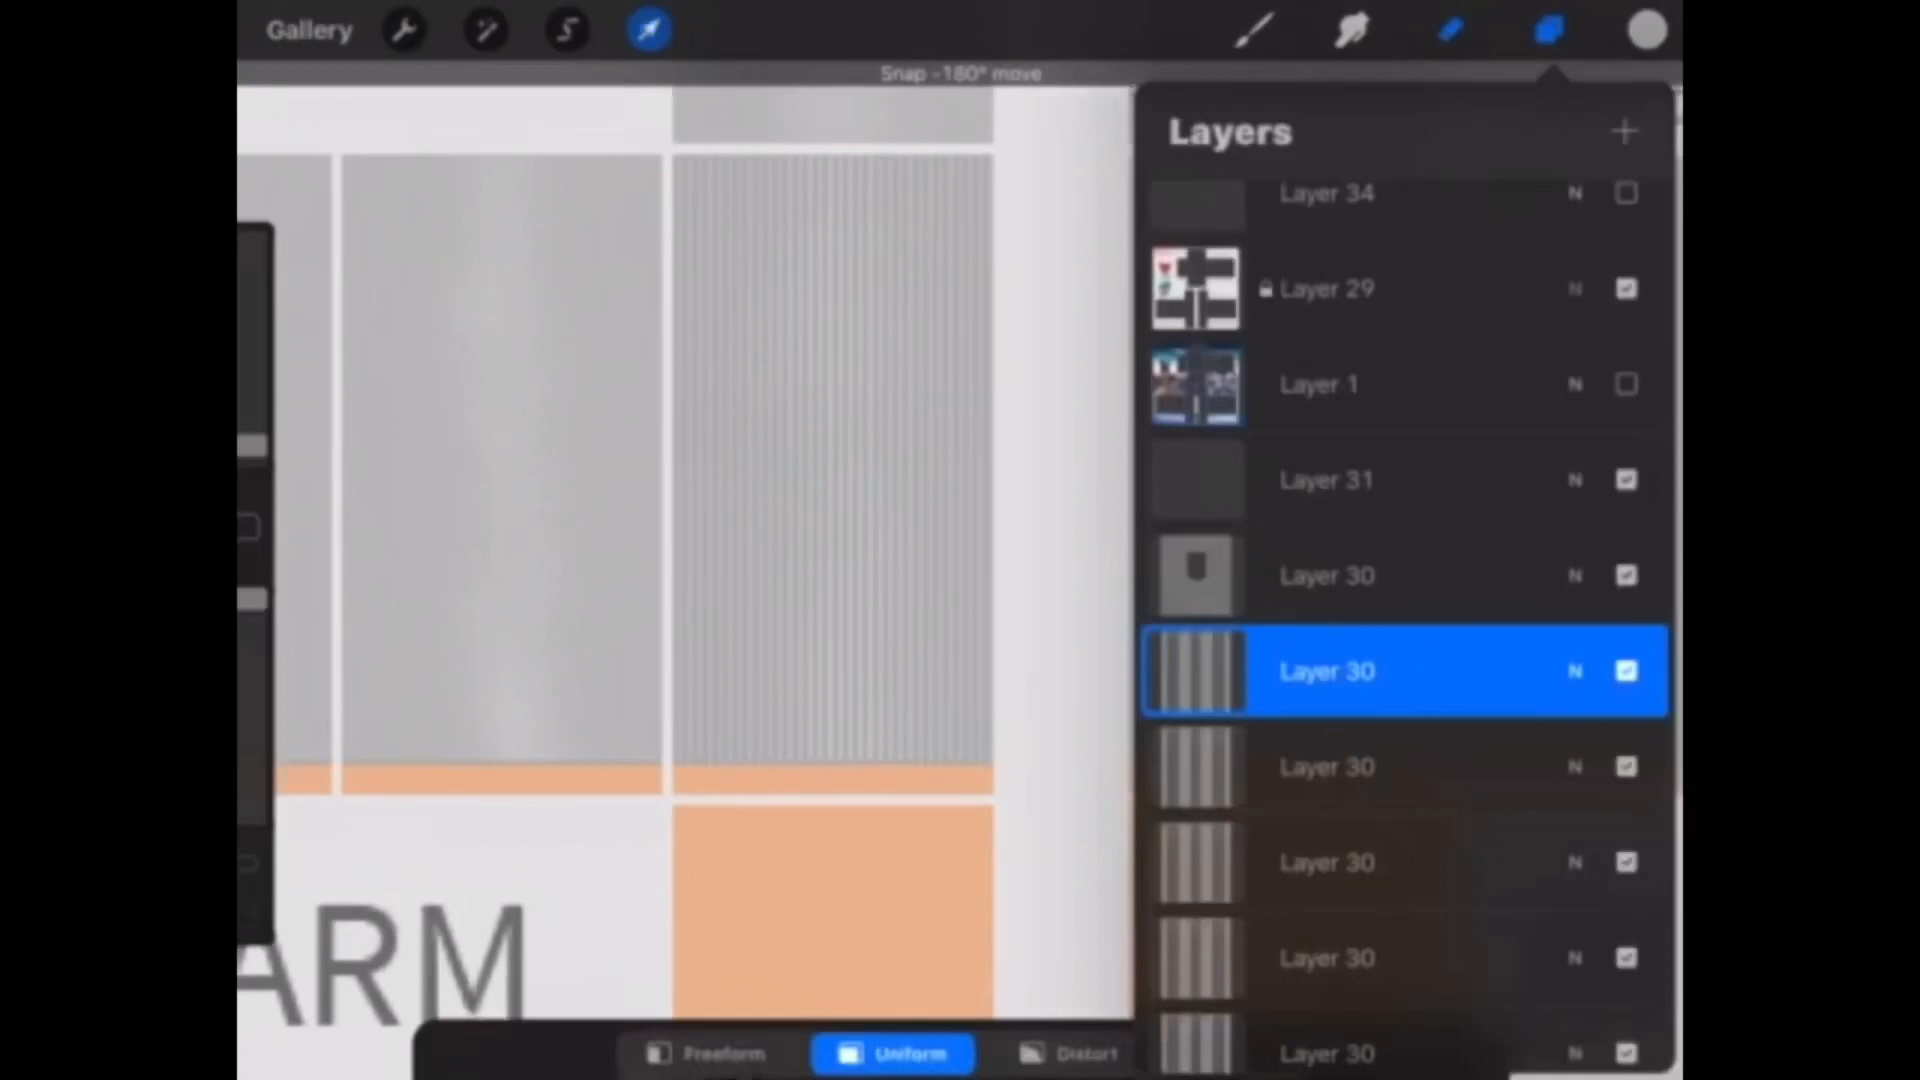 Gallery
Snap -180° move
Layers
Layer 34 N
Layer 29 N
Layer 1 N
Layer 31 N
Layer 30 N
Layer 30 N
Layer 30 N
Layer 30 N
Layer 30 N
Layer 30 N
ARM
Freeform Uniform Distort